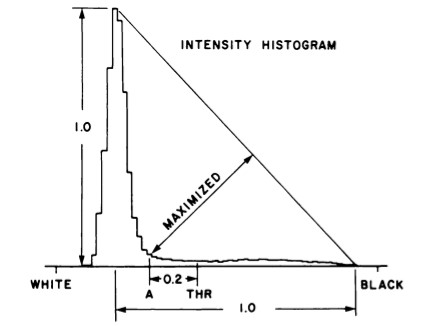 INTENSITY HISTOGRAM
1.0
MAXIMIZED
0.2
WHITE
A
THR
BLACK
1.0